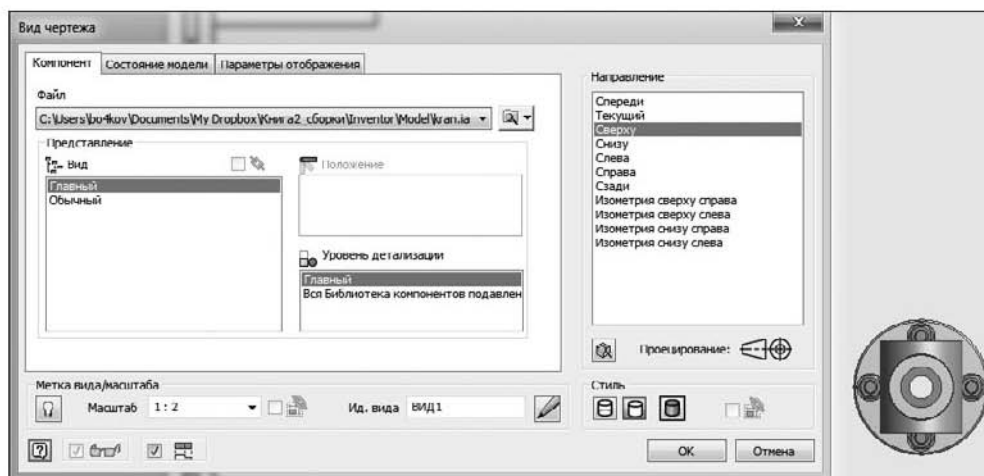 Вид чертежа
Компонент
Состояние модели
Параметры отображения
Файл
C:\Users\bo4kov\Documents\My Dropbox\Книга2_сборки\Inventor\Model\kran.ia
Представление
Вид
Главный
Обычный
Положение
Уровень детализации
Главный
Вся Библиотека компонентов подавлен
Направление
Спереди
Текущий
Сверху
Снизу
Слева
Справа
Сзади
Изометрия сверху справа
Изометрия сверху слева
Изометрия снизу справа
Изометрия снизу слева
Проецирование:
Метка вида/масштаба
Масштаб 1 : 2
Ид. вида ВИД1
Стиль
ОК
Отмена